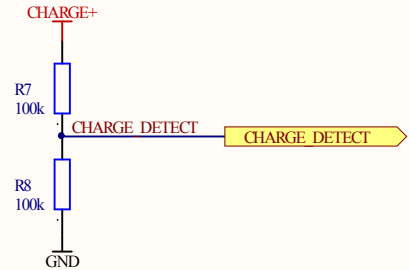 CHARGE+
R7
100k
CHARGE_DETECT
CHARGE_DETECT
R8
100k
GND